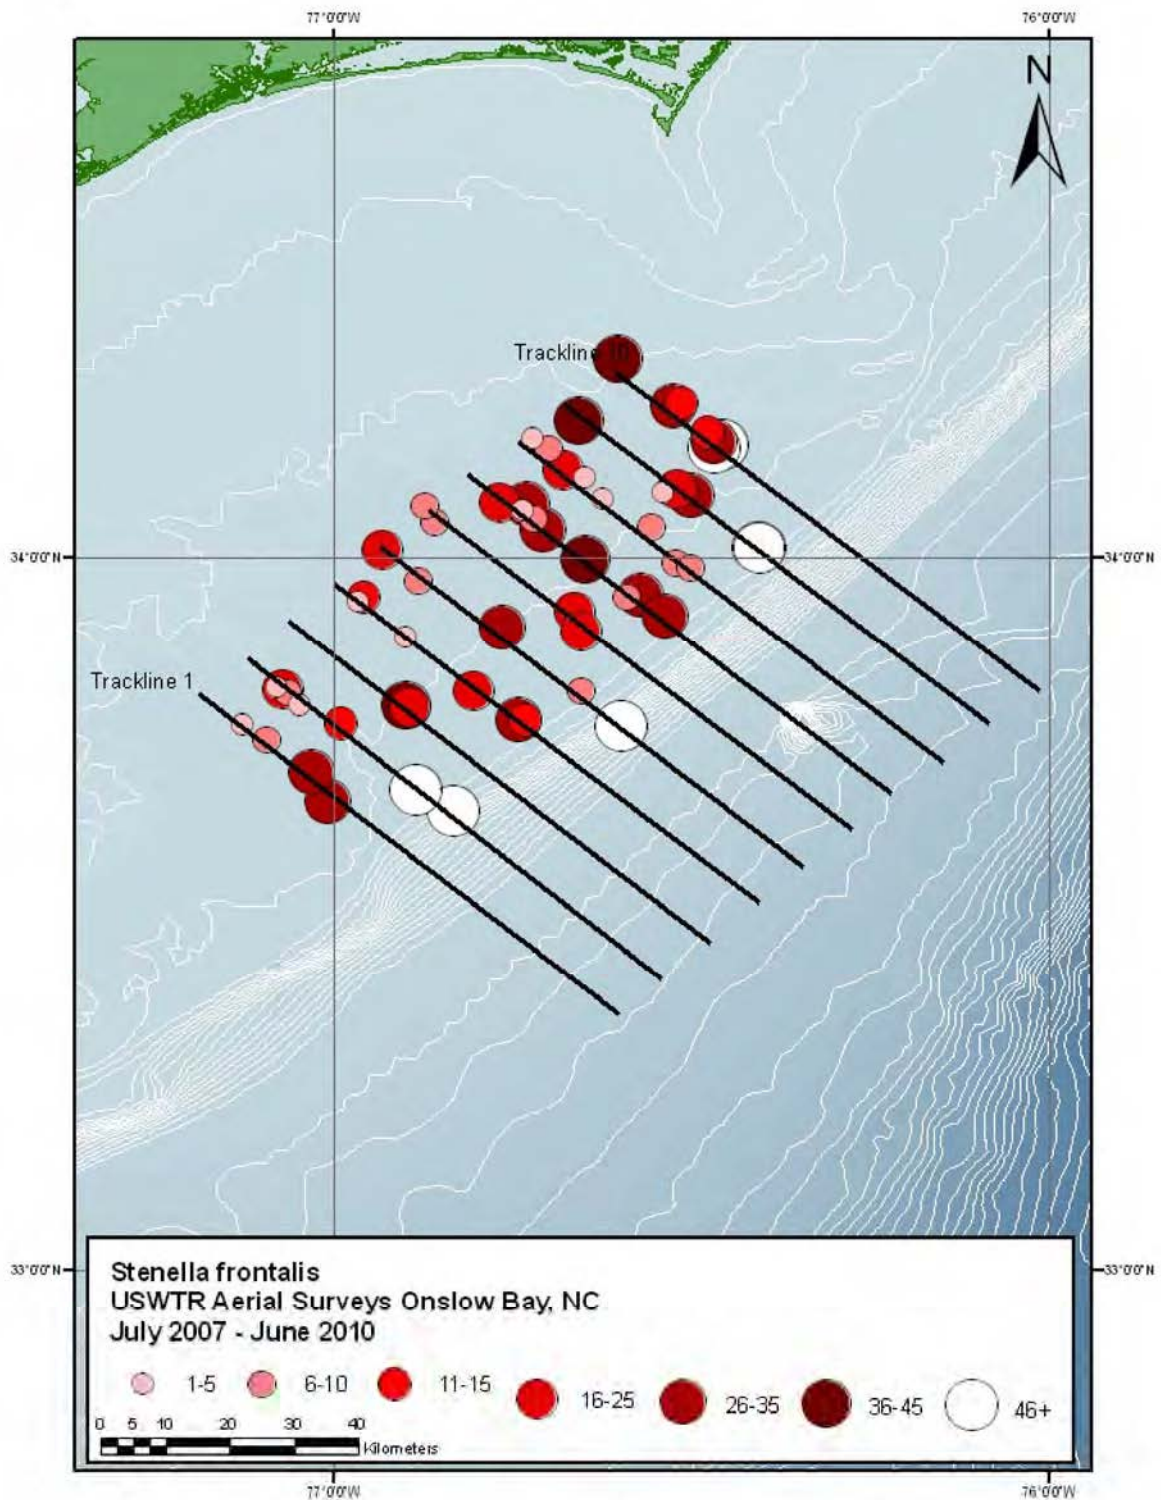 77°0'0"W 76°0'0"W
N
Trackline 10
34°0'0"N 34°0'0"N
Trackline 1
33°0'0"N 33°0'0"N
Stenella frontalis
USWTR Aerial Surveys Onslow Bay, NC
July 2007 - June 2010
1-5 6-10 11-15 16-25 26-35 36-45 46+
0 5 10 20 30 40
Kilometers
77°0'0"W 76°0'0"W